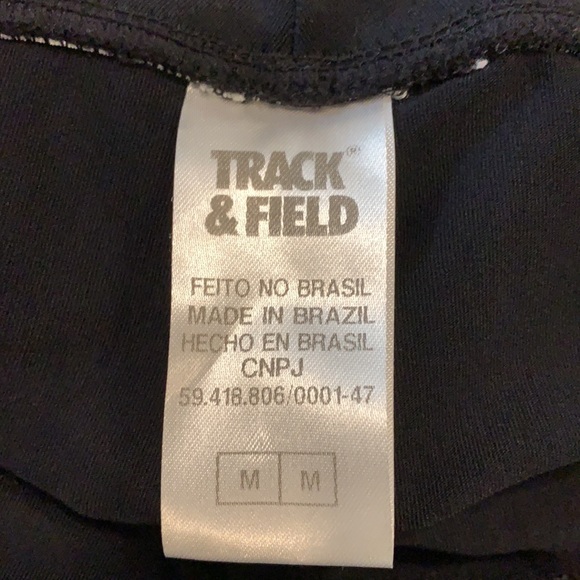 TRACK
& FIELD
FEITO NO BRASIL
MADE IN BRAZIL
HECHO EN BRASIL
CNPJ
59.418.806/0001-47
M M